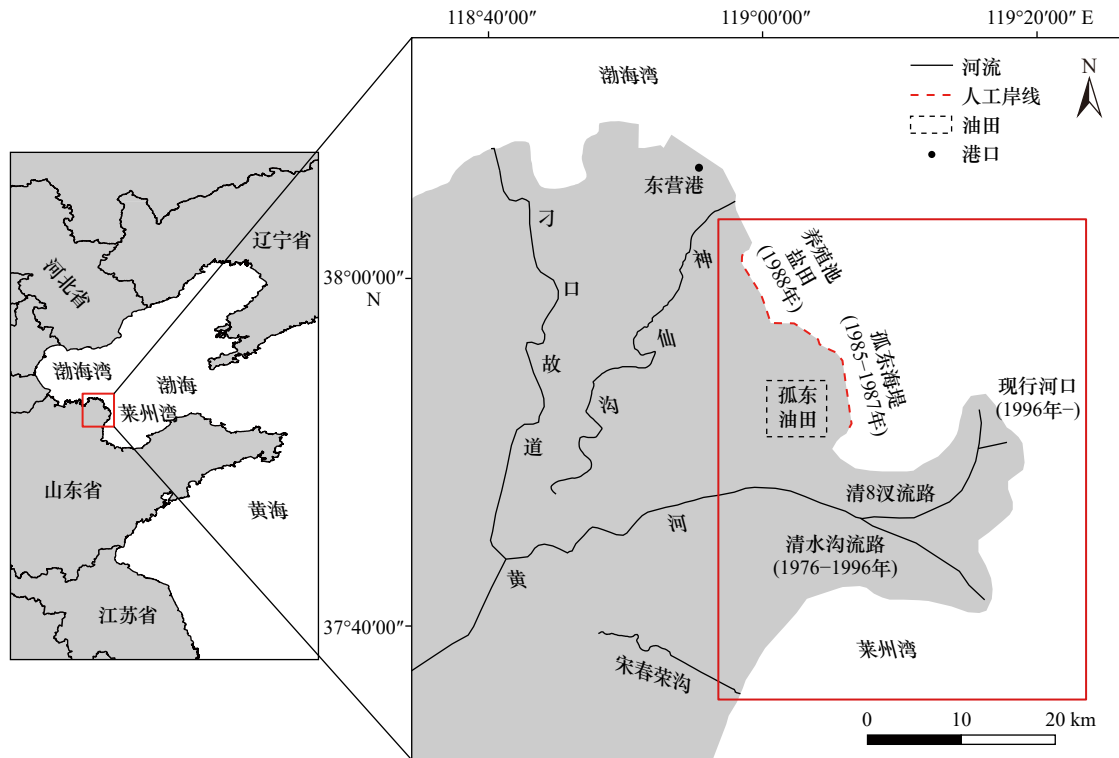 118°40′00″
119°00′00″
119°20′00″ E
渤海湾
河流
人工岸线
油田
港口
N
东营港
38°00′00″
N
37°40′00″
刁口故道
神仙沟
养殖池
盐田
(1988年)
孤东海堤
(1985−1987年)
孤东
油田
现行河口
(1996年−)
清8汊流路
清水沟流路
(1976−1996年)
黄河
宋春荣沟
莱州湾
0 10 20 km
辽宁省
河北省
渤海湾
渤海
莱州湾
山东省
黄海
江苏省